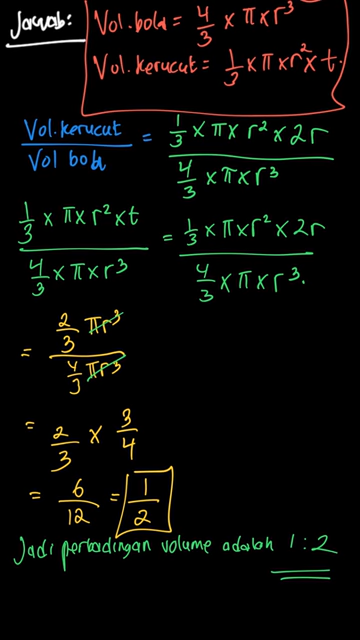 Jawab:
Vol.bola = 4/3 x π x r³
Vol.kerucut = 1/3 x π x r² x t.
Vol.kerucut/Vol bola = (1/3 x π x r² x 2r)/(4/3 x π x r³)
(1/3 x π x r² x t)/(4/3 x π x r³) = (1/3 x π x r² x 2r)/(4/3 x π x r³.)
= (2/3 πr³)/(4/3 πr³)
= 2/3 x 3/4
= 6/12 = 1/2
Jadi perbadingan volume adalah 1 : 2